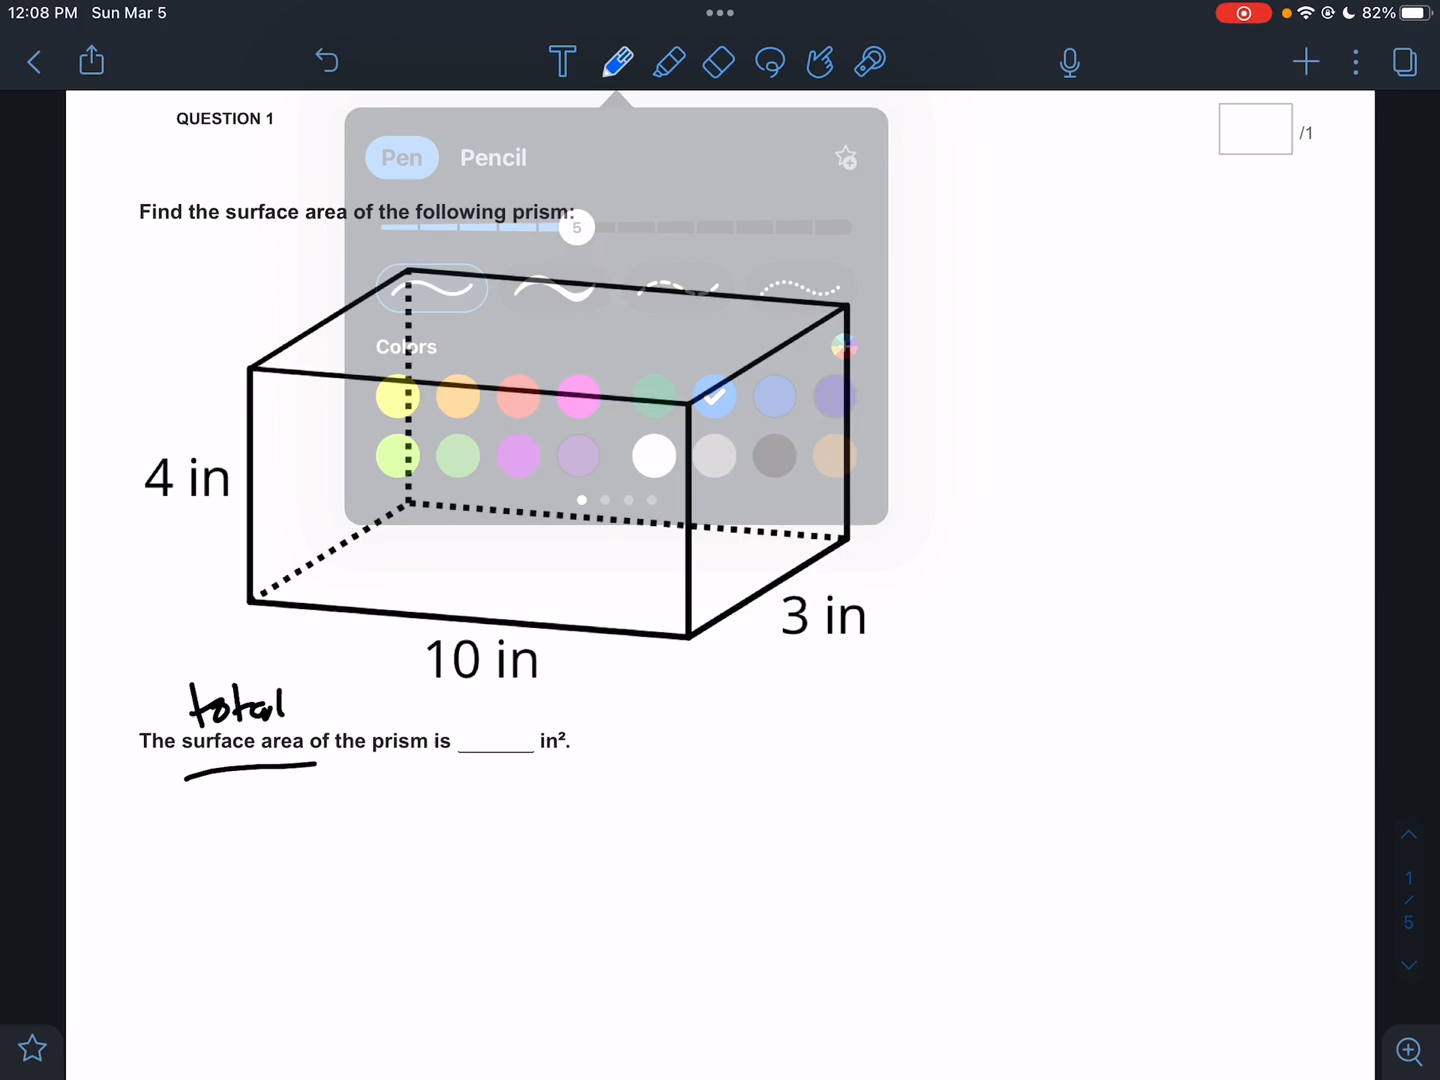 12:08 PM Sun Mar 5
82%
QUESTION 1
/1
Pen Pencil
Find the surface area of the following prism:
5
Colors
4 in
3 in
10 in
total
The surface area of the prism is _______ in².
1
/
5